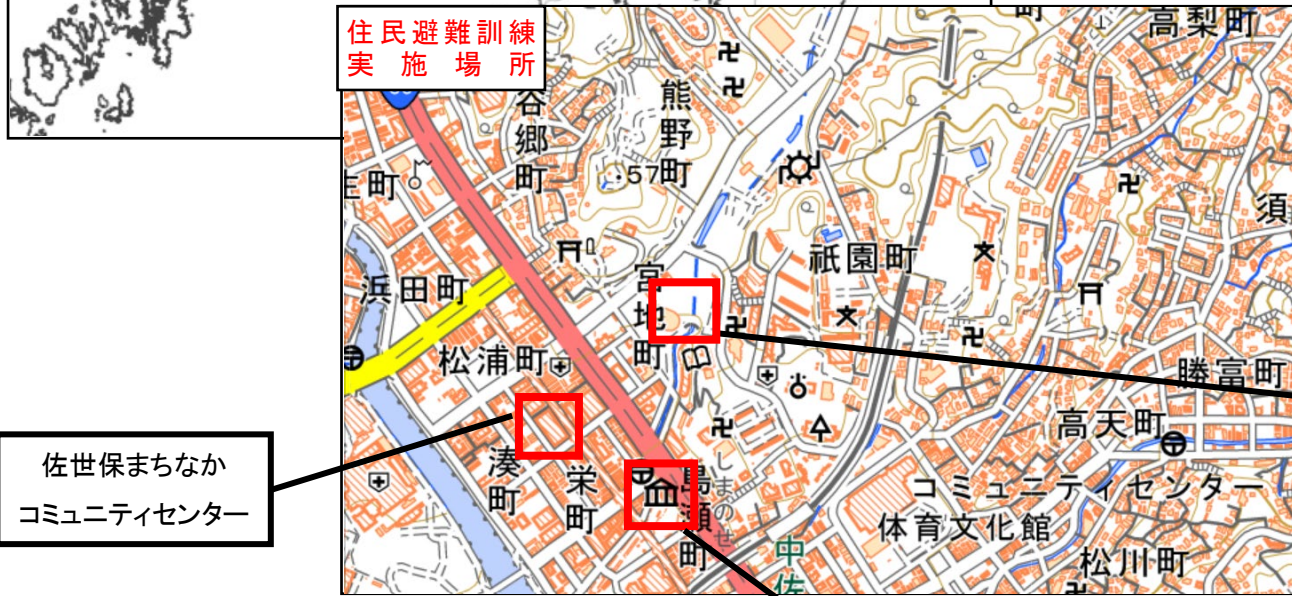 住民避難訓練
実施場所
高梨町
町
谷郷町
熊野町
・57
主町
須
祇園町
浜田町
宮地町
松浦町
勝富町
高天町
佐世保まちなか
コミュニティセンター
湊町
栄町
島瀬町
しまのせ
コミュニティセンター
体育文化館
中佐
松川町